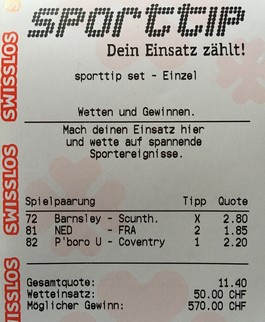 sporttip
Dein Einsatz zählt!
sporttip set - Einzel
Wetten und Gewinnen.
Mach deinen Einsatz hier
und wette auf spannende
Sportereignisse.
Spielpaarung Tipp Quote
72 Barnsley - Scunth. X 2.80
81 NED - FRA 2 1.85
82 P'boro U - Coventry 1 2.20
Gesamtquote: 11.40
Wetteinsatz: 50.00 CHF
Möglicher Gewinn: 570.00 CHF
SWISSLOS
SWISSLOS
SWISSLOS